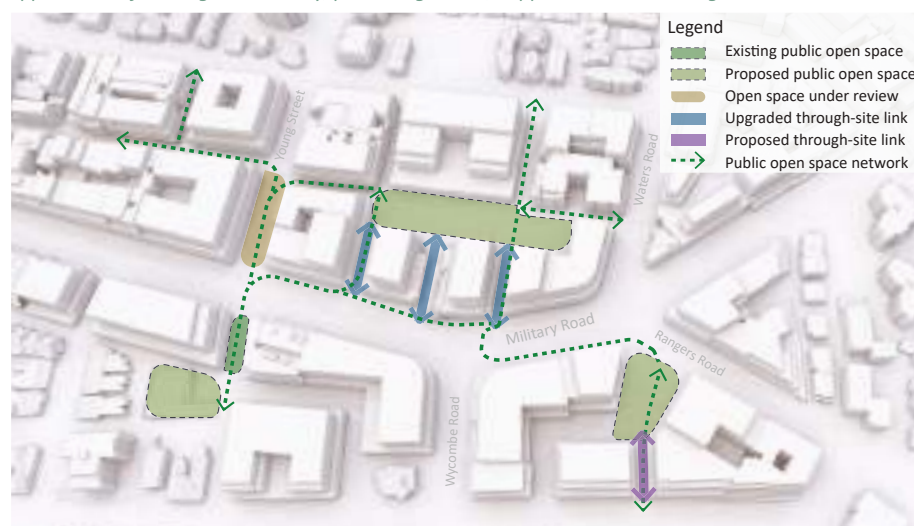 Legend
Existing public open space
Proposed public open space
Open space under review
Upgraded through-site link
Proposed through-site link
Public open space network
Young Street
Waters Road
Military Road
Rangers Road
Wycombe Road